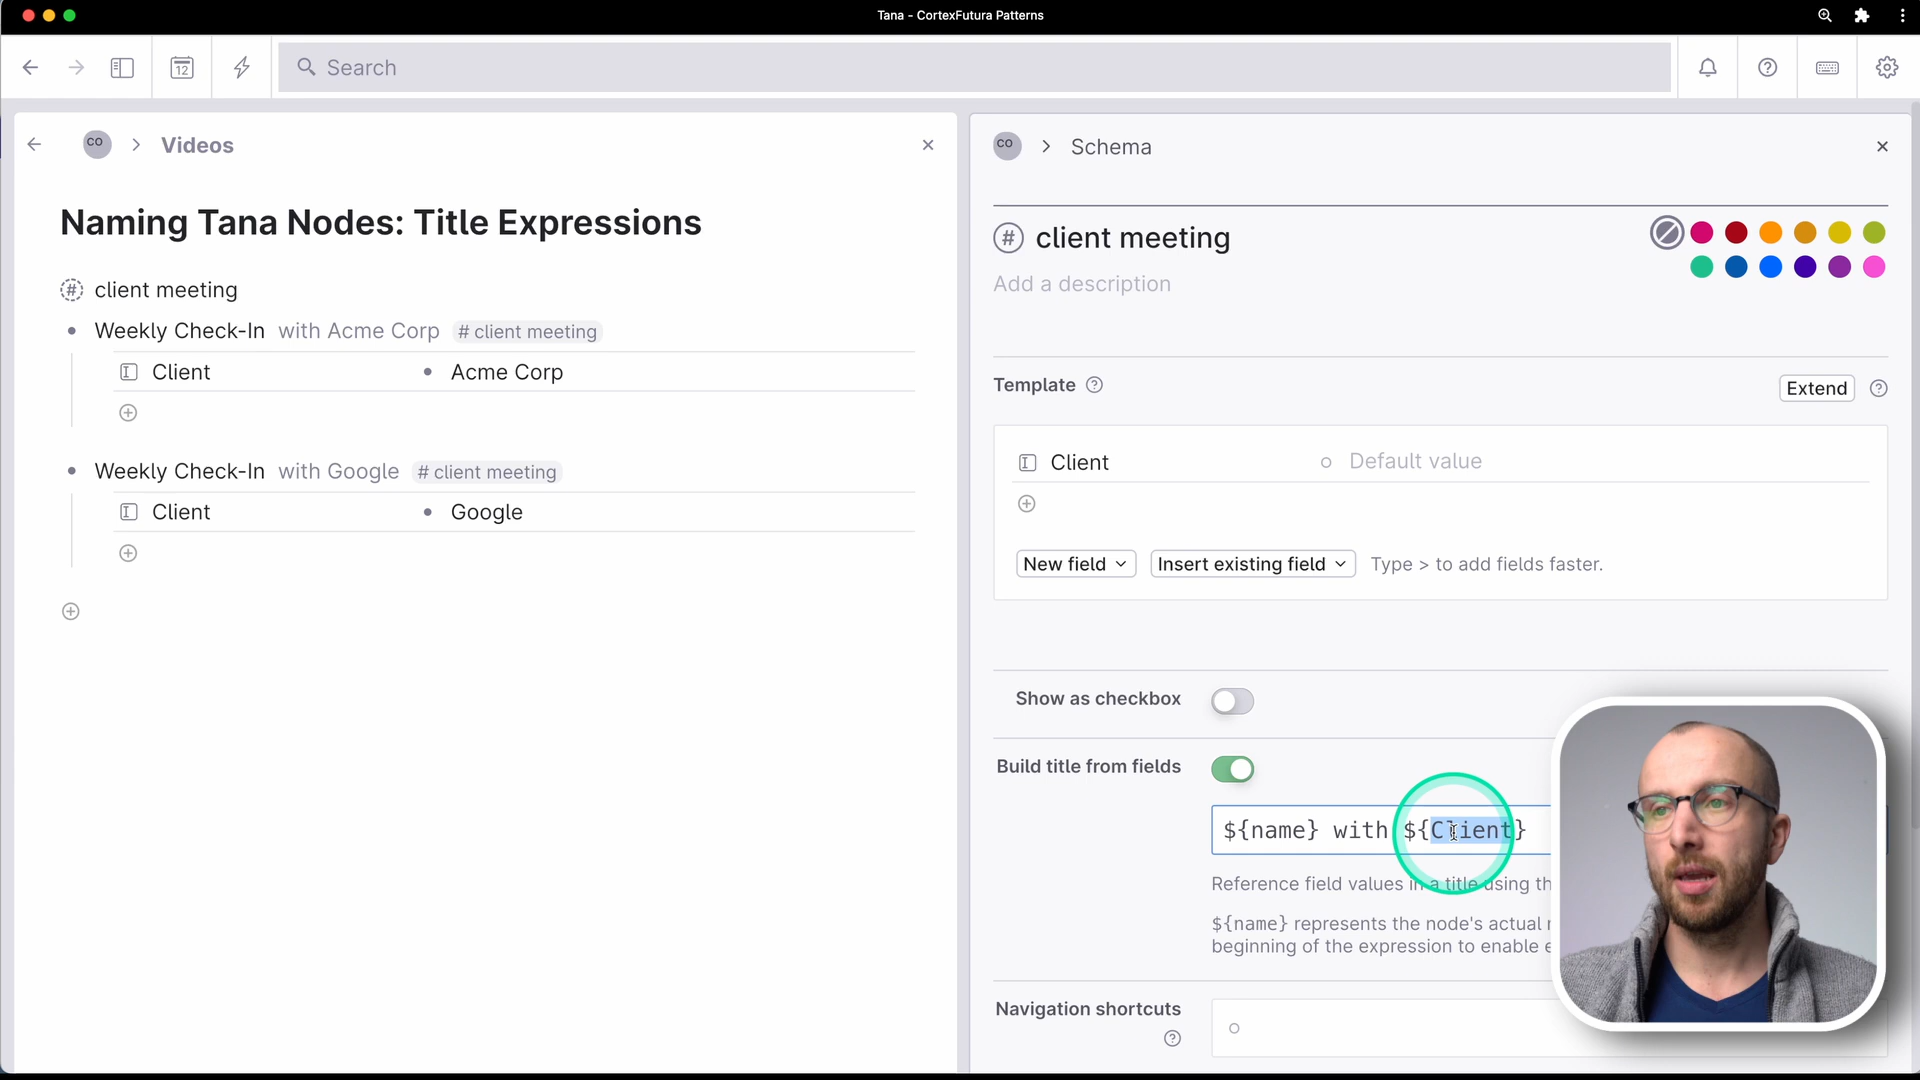 Tana - CortexFutura Patterns
12
Search
CO
Videos
Naming Tana Nodes: Title Expressions
# client meeting
Weekly Check-In with Acme Corp # client meeting
Client Acme Corp
Weekly Check-In with Google # client meeting
Client Google
CO
Schema
# client meeting
Add a description
Template ?
Extend ?
Client Default value
New field Insert existing field Type > to add fields faster.
Show as checkbox
Build title from fields
${name} with ${Client}
Reference field values in a title using
${name} represents the node's actual
beginning of the expression to enable
Navigation shortcuts
?